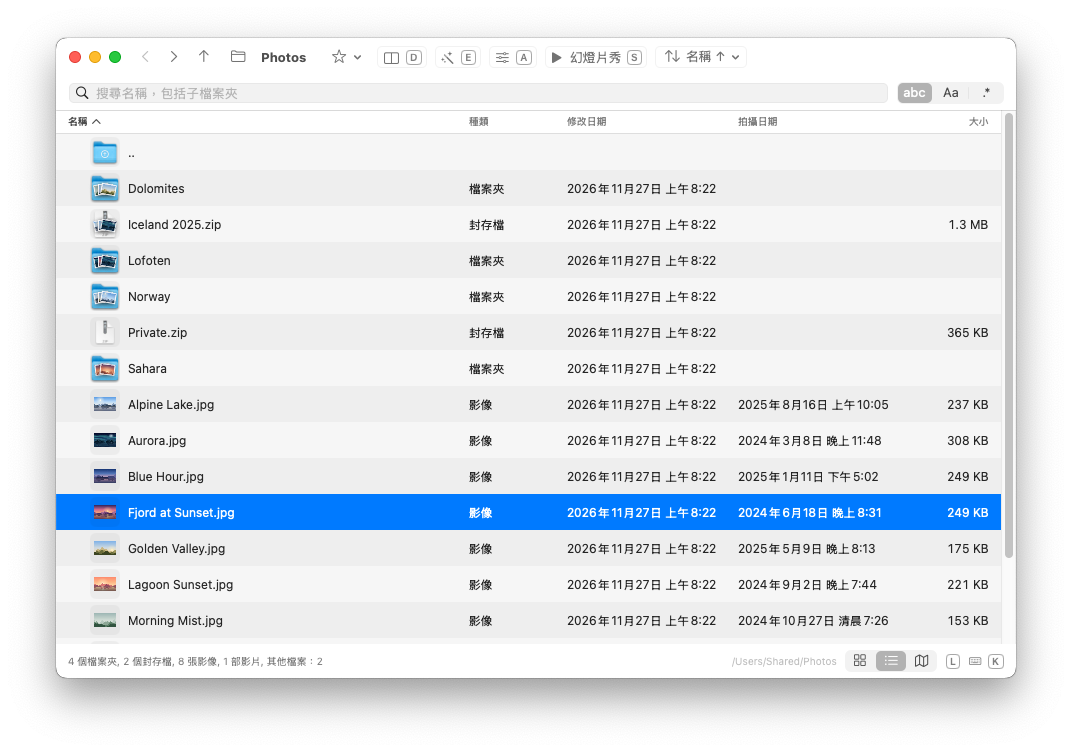 Photos D E A 幻燈片秀 S 名稱
搜尋名稱，包括子檔案夾 abc Aa .*
名稱 種類 修改日期 拍攝日期 大小
..
Dolomites 檔案夾 2026年11月27日 上午8:22
Iceland 2025.zip 封存檔 2026年11月27日 上午8:22 1.3 MB
Lofoten 檔案夾 2026年11月27日 上午8:22
Norway 檔案夾 2026年11月27日 上午8:22
Private.zip 封存檔 2026年11月27日 上午8:22 365 KB
Sahara 檔案夾 2026年11月27日 上午8:22
Alpine Lake.jpg 影像 2026年11月27日 上午8:22 2025年8月16日 上午10:05 237 KB
Aurora.jpg 影像 2026年11月27日 上午8:22 2024年3月8日 晚上11:48 308 KB
Blue Hour.jpg 影像 2026年11月27日 上午8:22 2025年1月11日 下午5:02 249 KB
Fjord at Sunset.jpg 影像 2026年11月27日 上午8:22 2024年6月18日 晚上8:31 249 KB
Golden Valley.jpg 影像 2026年11月27日 上午8:22 2025年5月9日 晚上8:13 175 KB
Lagoon Sunset.jpg 影像 2026年11月27日 上午8:22 2024年9月2日 晚上7:44 221 KB
Morning Mist.jpg 影像 2026年11月27日 上午8:22 2024年10月27日 清晨7:26 153 KB
4 個檔案夾, 2 個封存檔, 8 張影像, 1 部影片, 其他檔案：2 /Users/Shared/Photos L K